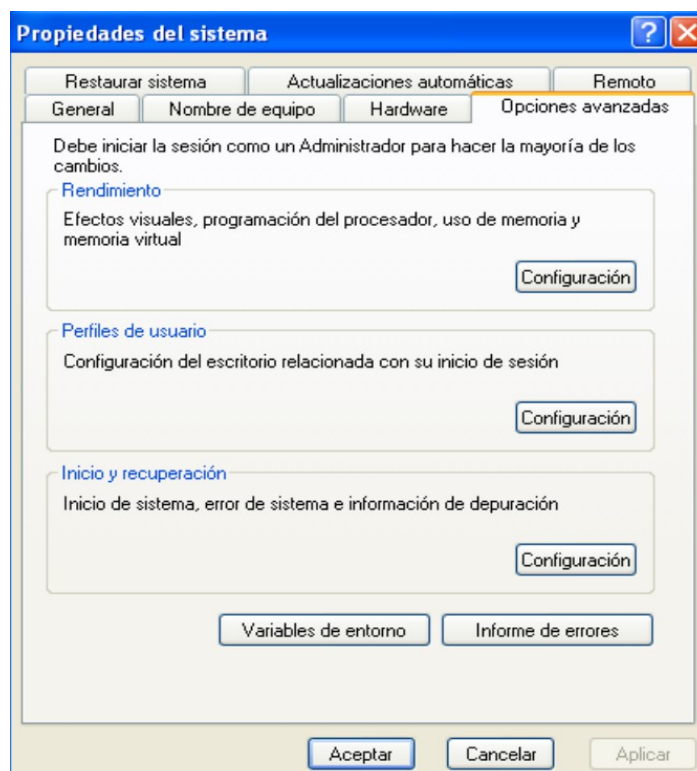 Propiedades del sistema
Restaurar sistema Actualizaciones automáticas Remoto
General Nombre de equipo Hardware Opciones avanzadas
Debe iniciar la sesión como un Administrador para hacer la mayoría de los
cambios.
Rendimiento
Efectos visuales, programación del procesador, uso de memoria y
memoria virtual
Configuración
Perfiles de usuario
Configuración del escritorio relacionada con su inicio de sesión
Configuración
Inicio y recuperación
Inicio de sistema, error de sistema e información de depuración
Configuración
Variables de entorno Informe de errores
Aceptar Cancelar Aplicar